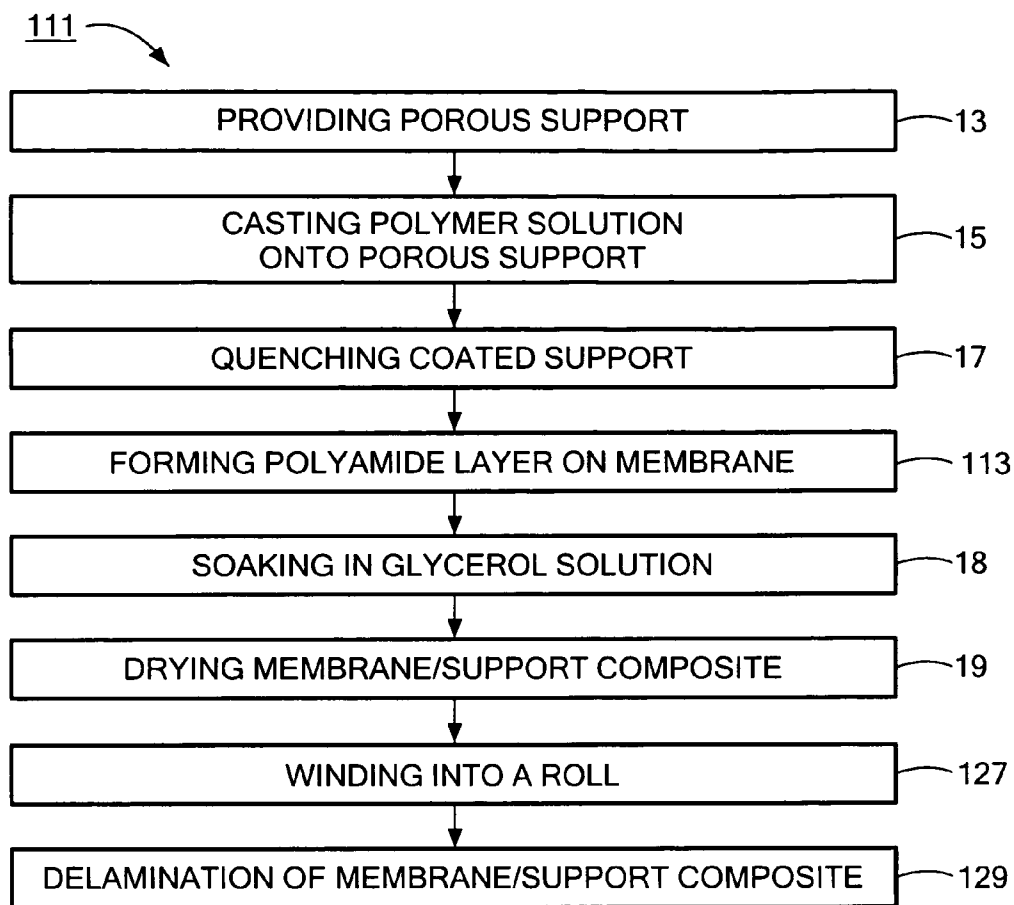 111
PROVIDING POROUS SUPPORT 13
CASTING POLYMER SOLUTION
ONTO POROUS SUPPORT 15
QUENCHING COATED SUPPORT 17
FORMING POLYAMIDE LAYER ON MEMBRANE 113
SOAKING IN GLYCEROL SOLUTION 18
DRYING MEMBRANE/SUPPORT COMPOSITE 19
WINDING INTO A ROLL 127
DELAMINATION OF MEMBRANE/SUPPORT COMPOSITE 129